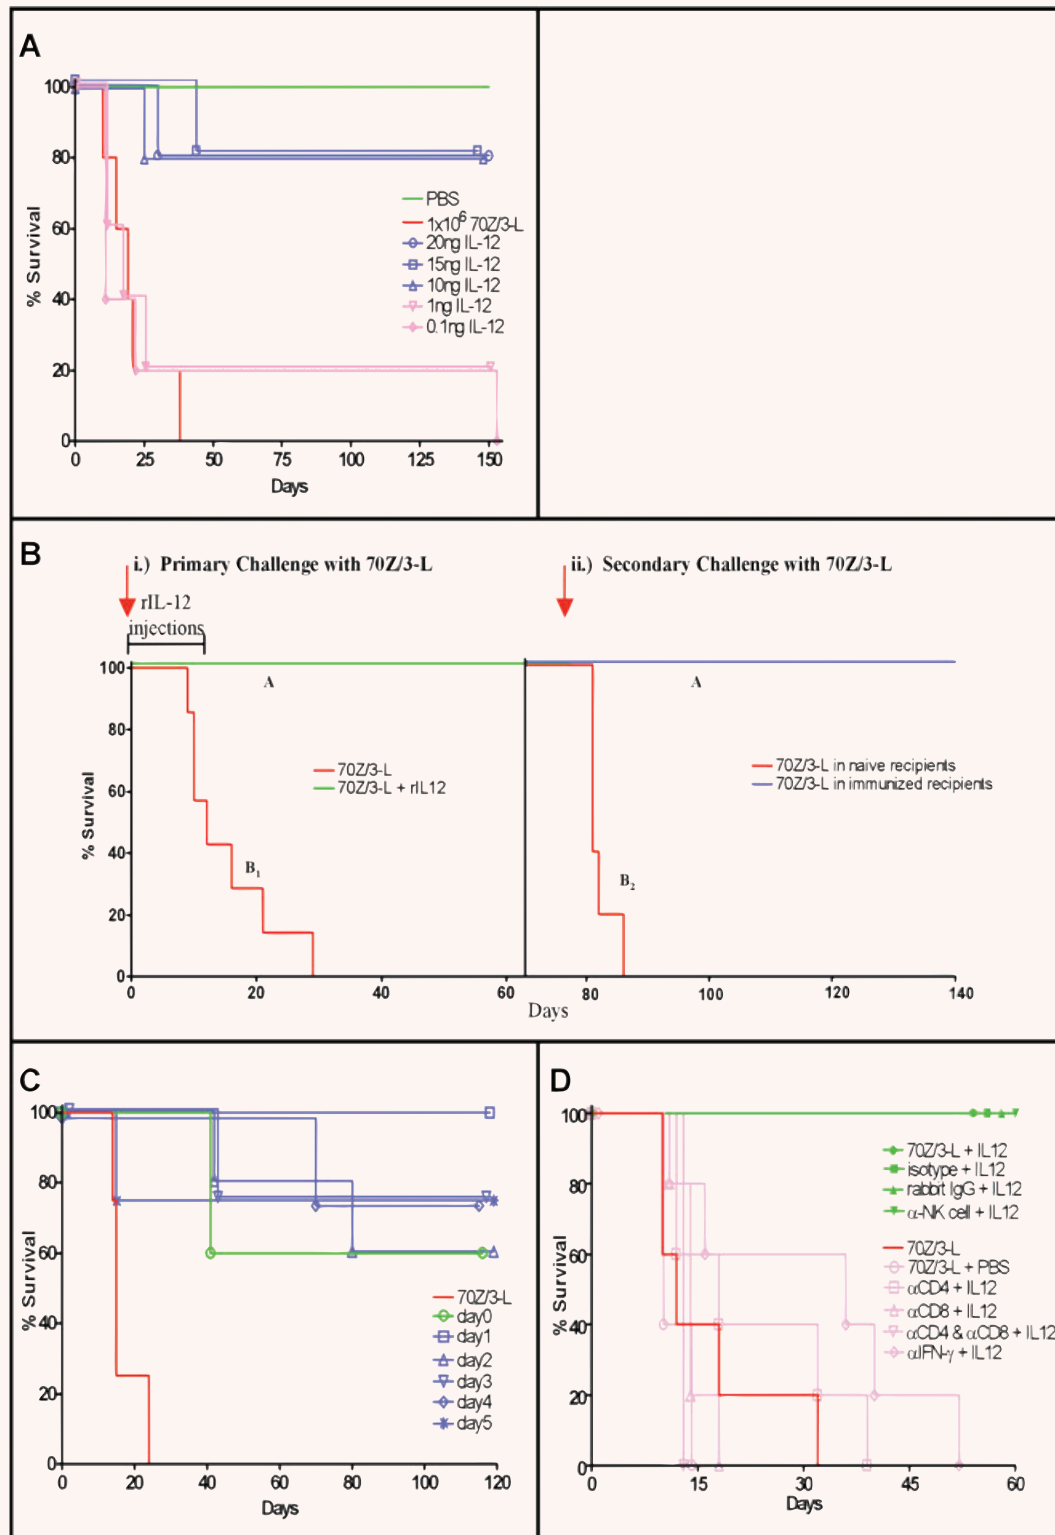 A
100
80
60
40
20
0
% Survival
PBS
1x10⁶ 70Z/3-L
20ng IL-12
15ng IL-12
10ng IL-12
1ng IL-12
0.1ng IL-12
0 25 50 75 100 125 150
Days
B
i.) Primary Challenge with 70Z/3-L
ii.) Secondary Challenge with 70Z/3-L
rIL-12
injections
100
80
60
40
20
0
% Survival
A
A
70Z/3-L
70Z/3-L + rIL12
70Z/3-L in naive recipients
70Z/3-L in immunized recipients
B₁
B₂
0 20 40 60 80 100 120 140
Days
C
100
80
60
40
20
0
% Survival
70Z/3-L
day0
day1
day2
day3
day4
day5
0 20 40 60 80 100 120
Days
D
100
80
60
40
20
0
% Survival
70Z/3-L + IL12
isotype + IL12
rabbit IgG + IL12
α-NK cell + IL12
70Z/3-L
70Z/3-L + PBS
αCD4 + IL12
αCD8 + IL12
αCD4 & αCD8 + IL12
αIFN-γ + IL12
0 15 30 45 60
Days